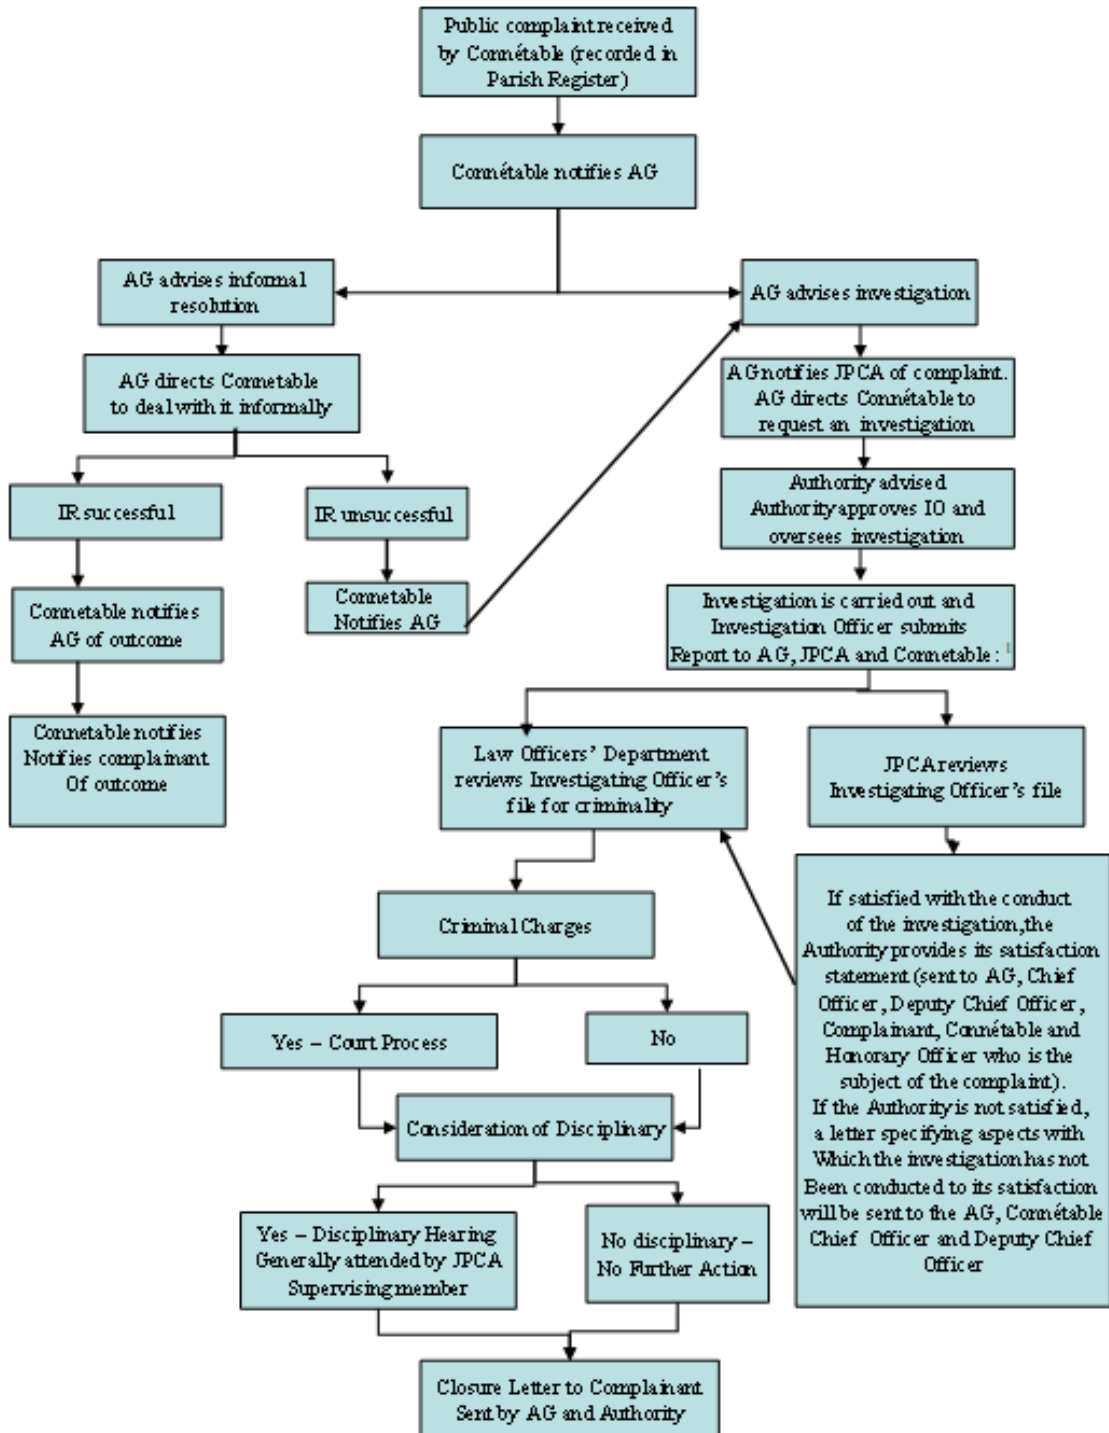 Public complaint received
by Connétable (recorded in
Parish Register)
Connétable notifies AG
AG advises informal
resolution
AG advises investigation
AG directs Connetable
to deal with it informally
AG notifies JPCA of complaint.
AG directs Connétable to
request an investigation
IR successful
IR unsuccessful
Authority advised
Authority approves IO and
oversees investigation
Connetable notifies
AG of outcome
Connetable
Notifies AG
Investigation is carried out and
Investigation Officer submits
Report to AG, JPCA and Connetable: 1
Connetable notifies
Notifies complainant
Of outcome
Law Officers’ Department
reviews Investigating Officer’s
file for criminality
JPCA reviews
Investigating Officer’s file
Criminal Charges
If satisfied with the conduct
of the investigation, the
Authority provides its satisfaction
statement (sent to AG, Chief
Officer, Deputy Chief Officer,
Complainant, Connétable and
Honorary Officer who is the
subject of the complaint).
If the Authority is not satisfied,
a letter specifying aspects with
Which the investigation has not
Been conducted to its satisfaction
will be sent to the AG, Connétable
Chief Officer and Deputy Chief
Officer
Yes – Court Process
No
Consideration of Disciplinary
Yes – Disciplinary Hearing
Generally attended by JPCA
Supervising member
No disciplinary –
No Further Action
Closure Letter to Complainant
Sent by AG and Authority